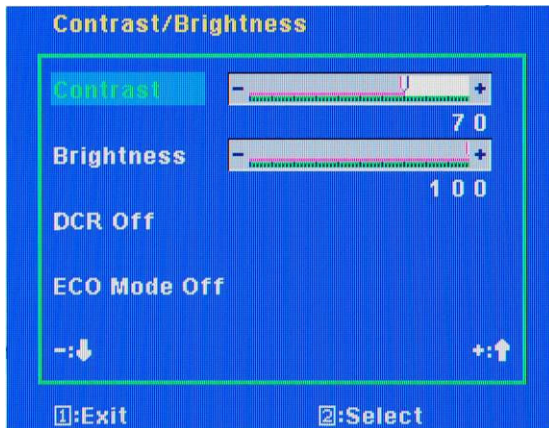 Contrast/Brightness
Contrast - +
70
Brightness - +
100
DCR Off
ECO Mode Off
-:⬇ +:⬆
1:Exit 2:Select